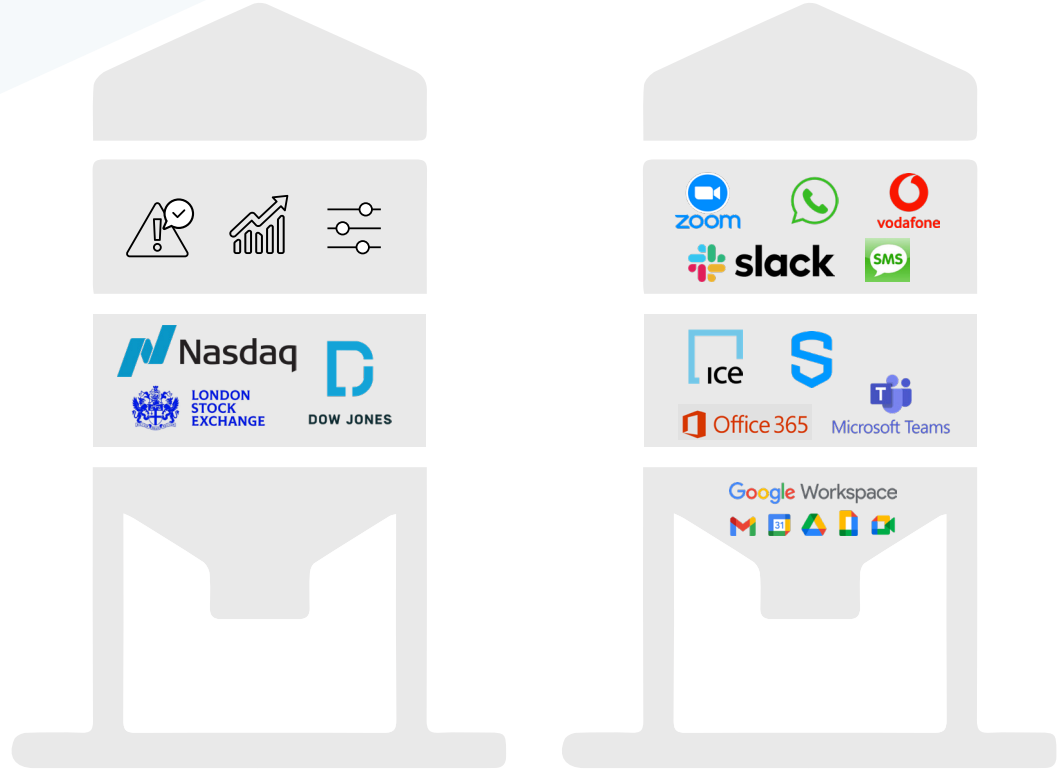 zoom
vodafone
slack
SMS
Nasdaq
LONDON
STOCK
EXCHANGE
DOW JONES
ice
Office 365
T
Microsoft Teams
Google Workspace
31